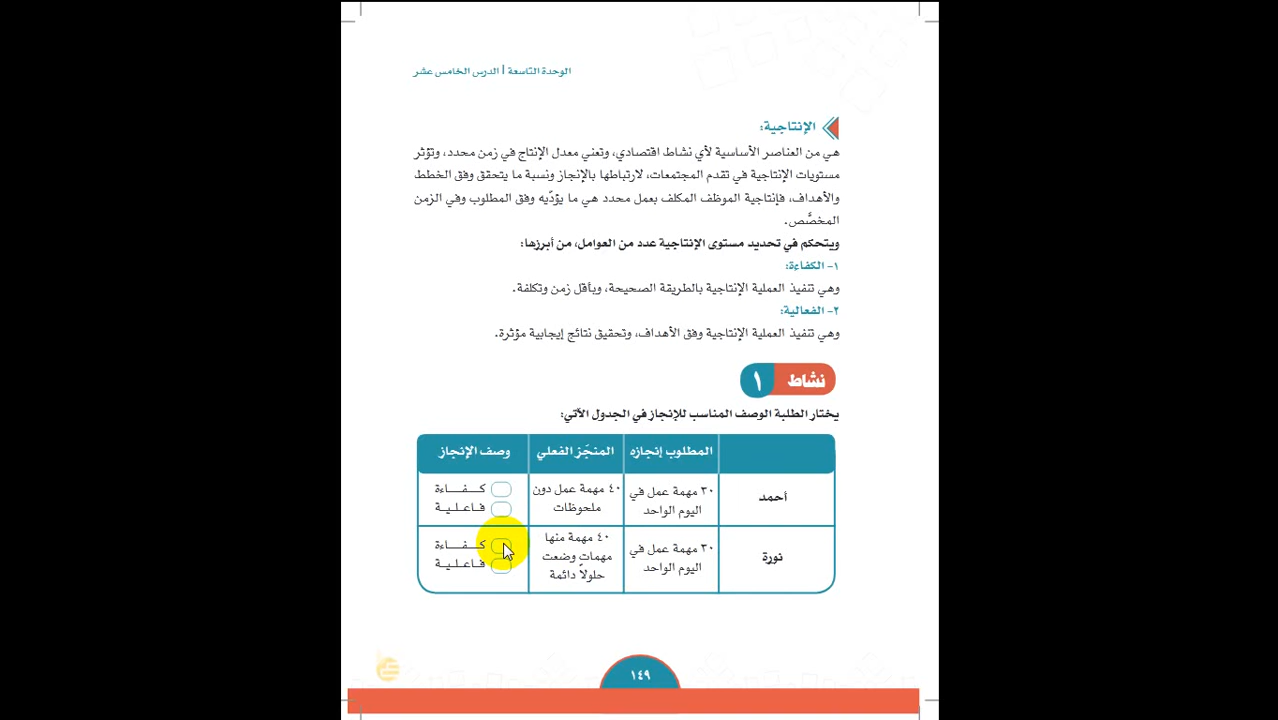 الوحدة التاسعة | الدرس الخامس عشر
الإنتاجية:
هي من العناصر الأساسية لأي نشاط اقتصادي، وتعني معدل الإنتاج في زمن محدد، وتؤثر
مستويات الإنتاجية في تقدم المجتمعات، لارتباطها بالإنجاز ونسبة ما يتحقق وفق الخطط
والأهداف، فإنتاجية الموظف المكلف بعمل محدد هي ما يؤدّيه وفق المطلوب وفي الزمن
المخصَّص.
ويتحكم في تحديد مستوى الإنتاجية عدد من العوامل، من أبرزها:
١- الكفاءة:
وهي تنفيذ العملية الإنتاجية بالطريقة الصحيحة، وبأقل زمن وتكلفة.
٢- الفعالية:
وهي تنفيذ العملية الإنتاجية وفق الأهداف، وتحقيق نتائج إيجابية مؤثرة.
نشاط ١
يختار الطلبة الوصف المناسب للإنجاز في الجدول الآتي:
المطلوب إنجازه المنجَز الفعلي وصف الإنجاز
أحمد
٣٠ مهمة عمل في
اليوم الواحد
٤٠ مهمة عمل دون
ملحوظات
كـفـاءة
فـاعـلـيـة
نورة
٣٠ مهمة عمل في
اليوم الواحد
٤٠ مهمة منها
مهمات وضعت
حلولاً دائمة
كـفـاءة
فـاعـلـيـة
١٤٩